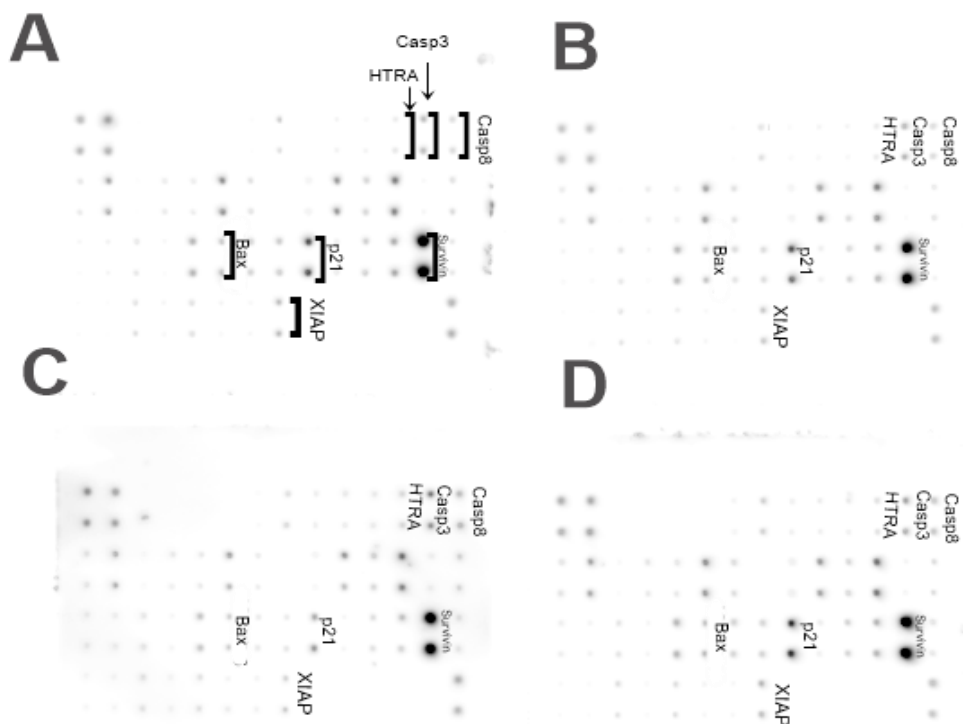 A
Casp3
HTRA
Casp8
Bax
p21
Survivin
XIAP
B
HTRA
Casp3
Casp8
Bax
p21
Survivin
XIAP
C
HTRA
Casp3
Casp8
Bax
p21
Survivin
XIAP
D
HTRA
Casp3
Casp8
Bax
p21
Survivin
XIAP